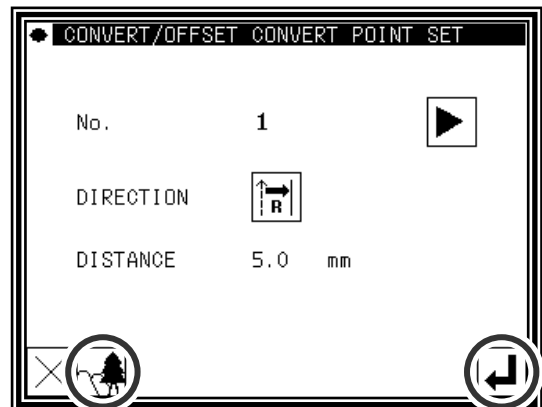 CONVERT/OFFSET CONVERT POINT SET
No. 1
DIRECTION R
DISTANCE 5.0 mm